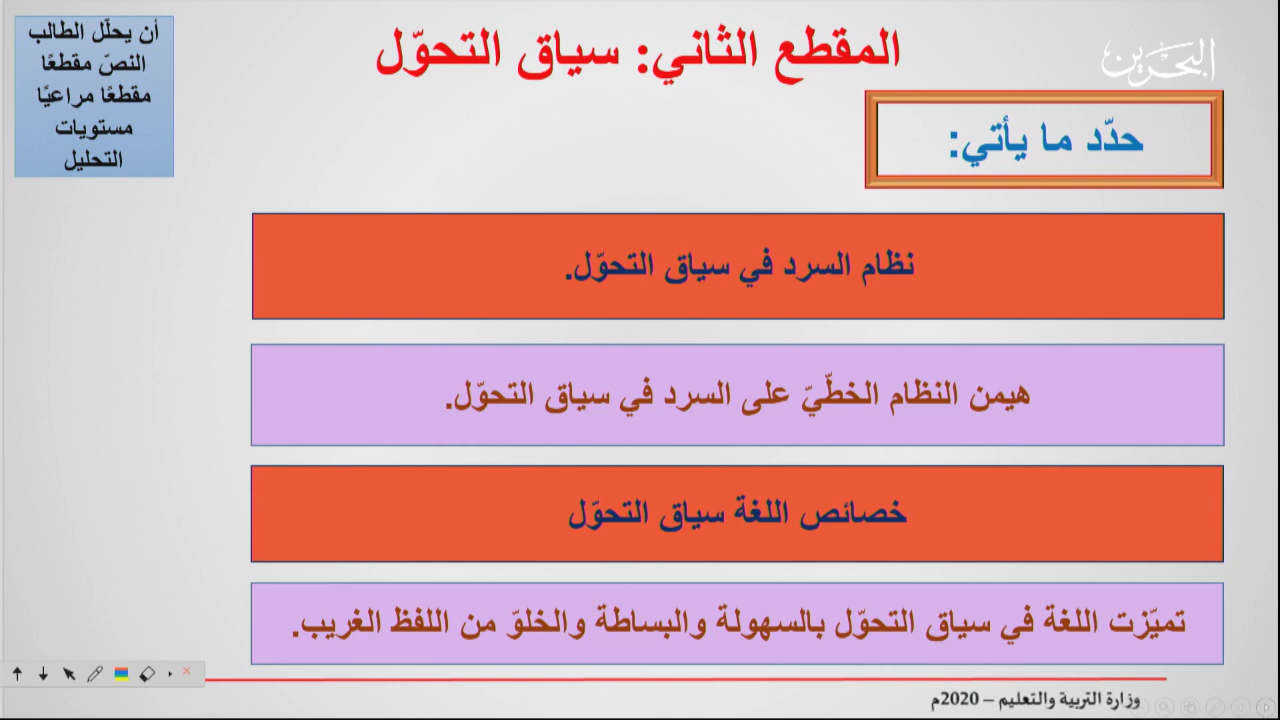 البحرين
المقطع الثاني: سياق التحوّل
أن يحلّل الطالب
النصّ مقطعًا
مقطعًا مراعيًا
مستويات
التحليل
حدّد ما يأتي:
نظام السرد في سياق التحوّل.
هيمن النظام الخطّيّ على السرد في سياق التحوّل.
خصائص اللغة سياق التحوّل
تميّزت اللغة في سياق التحوّل بالسهولة والبساطة والخلوّ من اللفظ الغريب.
وزارة التربية والتعليم – 2020م